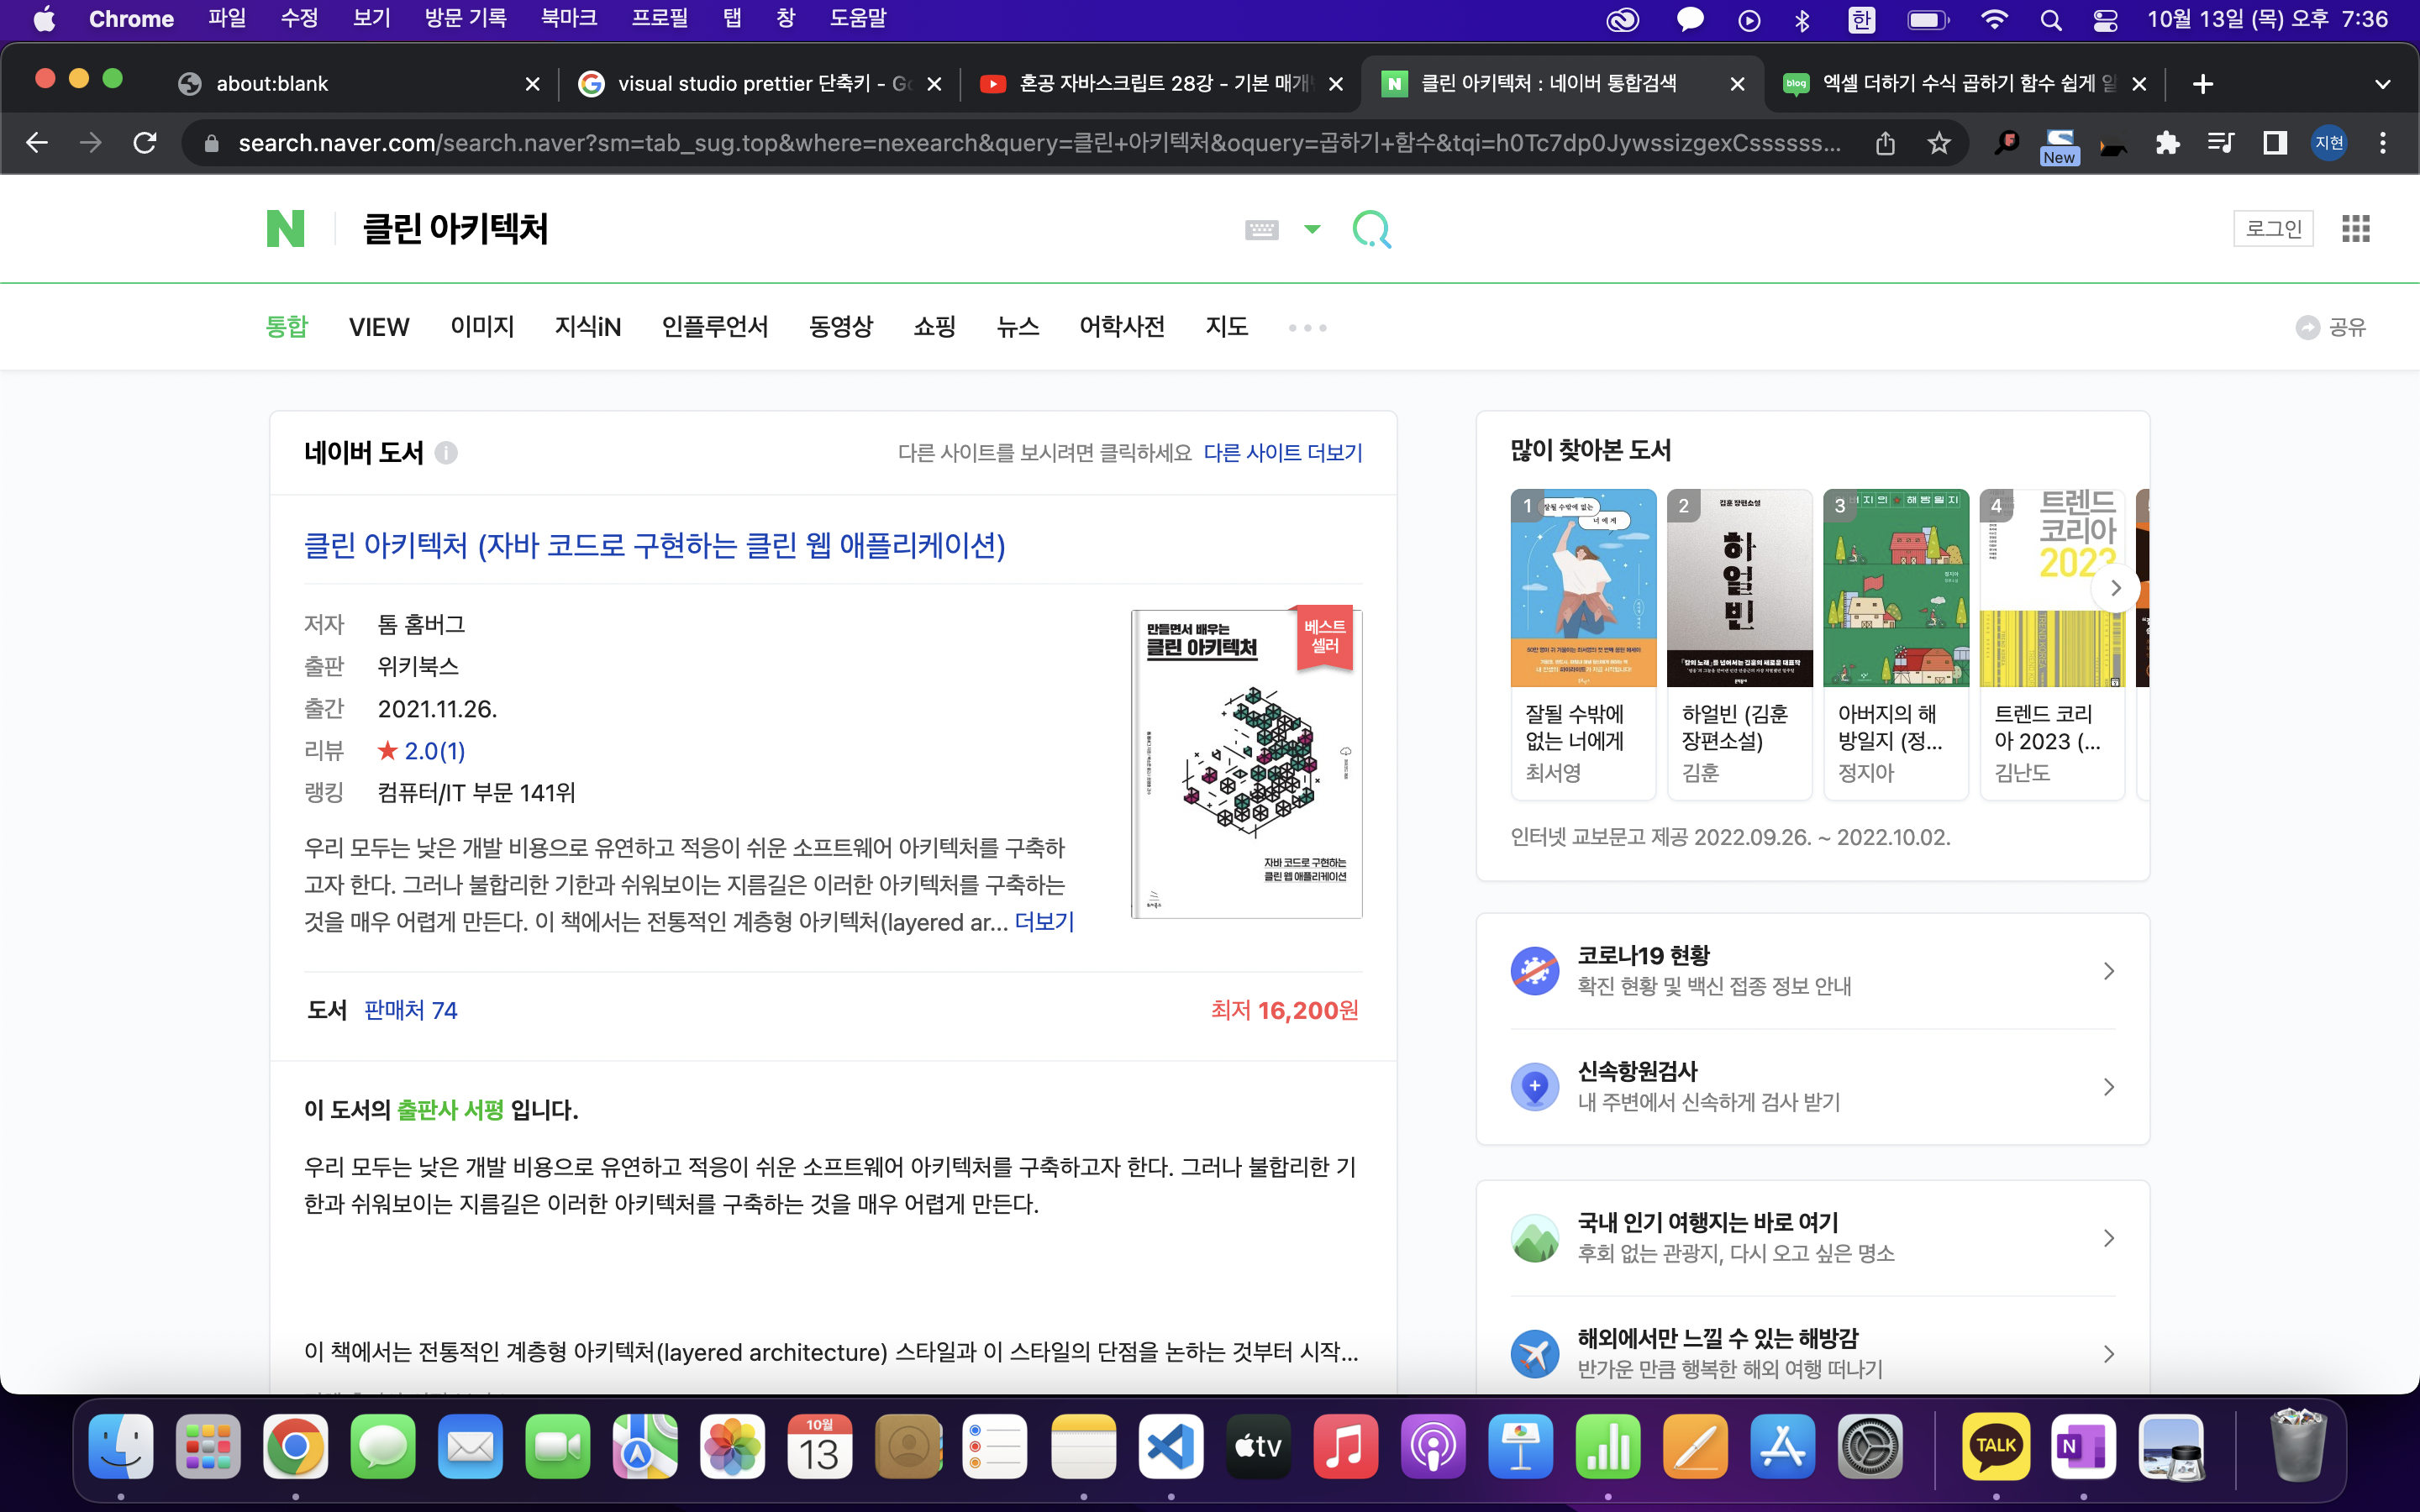 Chrome 파일 수정 보기 방문 기록 북마크 프로필 탭 창 도움말 한 10월 13일 (목) 오후 7:36
about:blank visual studio prettier 단축키 - Go 혼공 자바스크립트 28강 - 기본 매개 클린 아키텍처 : 네이버 통합검색 blog 엑셀 더하기 수식 곱하기 함수 쉽게 알
search.naver.com/search.naver?sm=tab_sug.top&where=nexearch&query=클린+아키텍처&oquery=곱하기+함수&tqi=h0Tc7dp0JywssizgexCssssss... New 지현
N 클린 아키텍처 로그인
통합 VIEW 이미지 지식iN 인플루언서 동영상 쇼핑 뉴스 어학사전 지도 공유
네이버 도서 다른 사이트를 보시려면 클릭하세요 다른 사이트 더보기
클린 아키텍처 (자바 코드로 구현하는 클린 웹 애플리케이션)
저자 톰 홈버그
출판 위키북스
출간 2021.11.26.
리뷰 ★ 2.0(1)
랭킹 컴퓨터/IT 부문 141위
만들면서 배우는
클린 아키텍처
베스트
셀러
자바 코드로 구현하는
클린 웹 애플리케이션
우리 모두는 낮은 개발 비용으로 유연하고 적응이 쉬운 소프트웨어 아키텍처를 구축하
고자 한다. 그러나 불합리한 기한과 쉬워보이는 지름길은 이러한 아키텍처를 구축하는
것을 매우 어렵게 만든다. 이 책에서는 전통적인 계층형 아키텍처(layered ar... 더보기
도서 판매처 74 최저 16,200원
이 도서의 출판사 서평 입니다.
우리 모두는 낮은 개발 비용으로 유연하고 적응이 쉬운 소프트웨어 아키텍처를 구축하고자 한다. 그러나 불합리한 기
한과 쉬워보이는 지름길은 이러한 아키텍처를 구축하는 것을 매우 어렵게 만든다.
이 책에서는 전통적인 계층형 아키텍처(layered architecture) 스타일과 이 스타일의 단점을 논하는 것부터 시작...
많이 찾아본 도서
1 2 3 4
잘될 수밖에 없는
너에게
김훈 장편소설
하얼빈
트렌드
코리아
2023
잘될 수밖에
없는 너에게
최서영
하얼빈 (김훈
장편소설)
김훈
아버지의 해
방일지 (정...
정지아
트렌드 코리
아 2023 (...
김난도
인터넷 교보문고 제공 2022.09.26. ~ 2022.10.02.
코로나19 현황
확진 현황 및 백신 접종 정보 안내
신속항원검사
내 주변에서 신속하게 검사 받기
국내 인기 여행지는 바로 여기
후회 없는 관광지, 다시 오고 싶은 명소
해외에서만 느낄 수 있는 해방감
반가운 만큼 행복한 해외 여행 떠나기
10월
13
tv
TALK
N